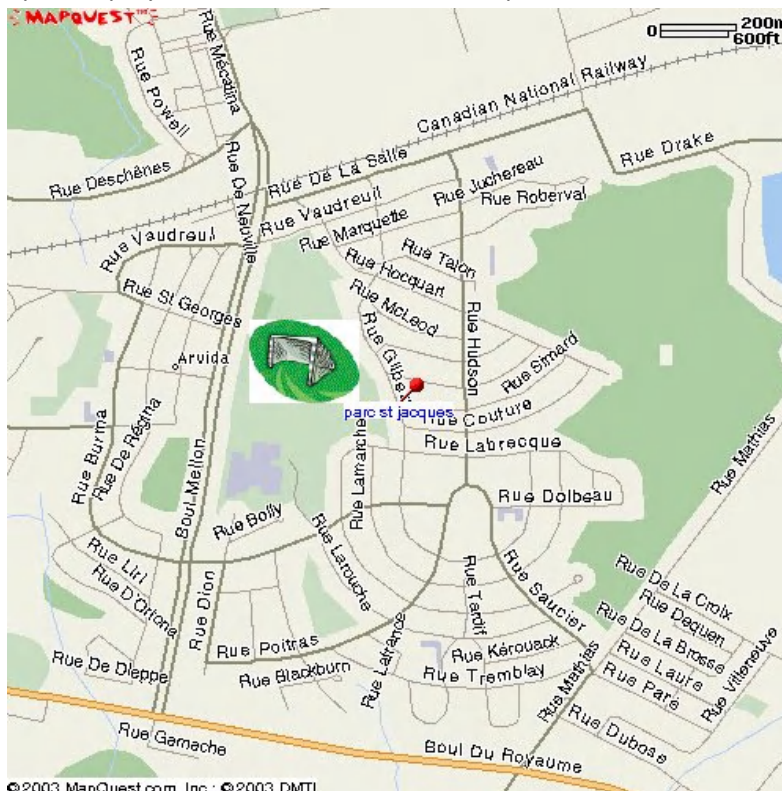 MAPQUEST
0 200m
600ft
Rue Mécatina
Rue Powell
Canadian National Railway
Rue Drake
Rue Deschênes
Rue De Neuville
Rue De La Salle
Rue Juchereau
Rue Roberval
Rue Vaudreuil
Rue Marquette
Rue Vaudreuil
Rue Talon
Rue Hocquart
Rue St Georges
Rue McLeod
Rue Hudson
Rue Simard
Arvida
parc st jacques
Rue Couture
Rue Labrecque
Rue Mathias
Rue Burma
Rue De Régina
Boul Mellon
Rue Lamarche
Rue Dolbeau
Rue Bolly
Rue Larouche
Rue Saucier
Rue Liri
Rue D'Ortona
Rue Dion
Rue De La Croix
Rue Dequen
Rue De La Brosse
Rue Laure
Rue Paré
Rue Villeneuve
Rue Poitras
Rue Tardif
Rue Kérouack
Rue De Dieppe
Rue Blackburn
Rue Lafrance
Rue Tremblay
Rue Mathias
Rue Dubose
Rue Gamache
Boul Du Royaume
©2003 MapQuest.com, Inc.; ©2003 DMTI